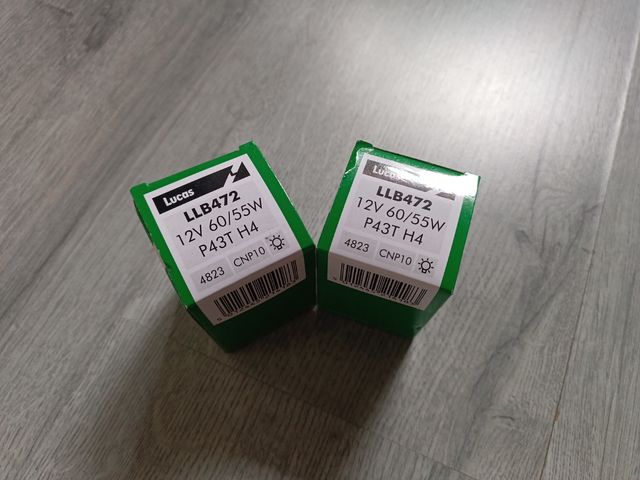 Lucas
LLB472
12V 60/55W
P43T H4
4823 CNP10
Lucas
LLB472
12V 60/55W
P43T H4
4823 CNP10